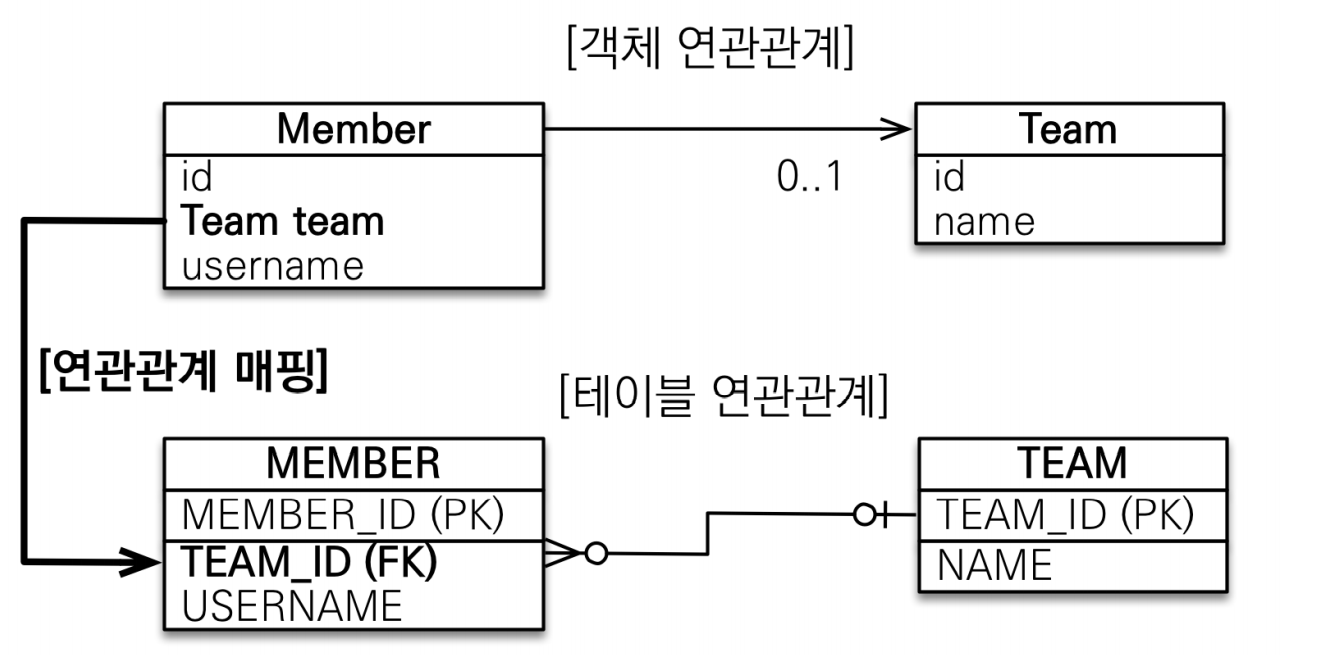 [객체 연관관계]
Member
id
Team team
username
0..1
Team
id
name
[연관관계 매핑]
[테이블 연관관계]
MEMBER
MEMBER_ID (PK)
TEAM_ID (FK)
USERNAME
TEAM
TEAM_ID (PK)
NAME